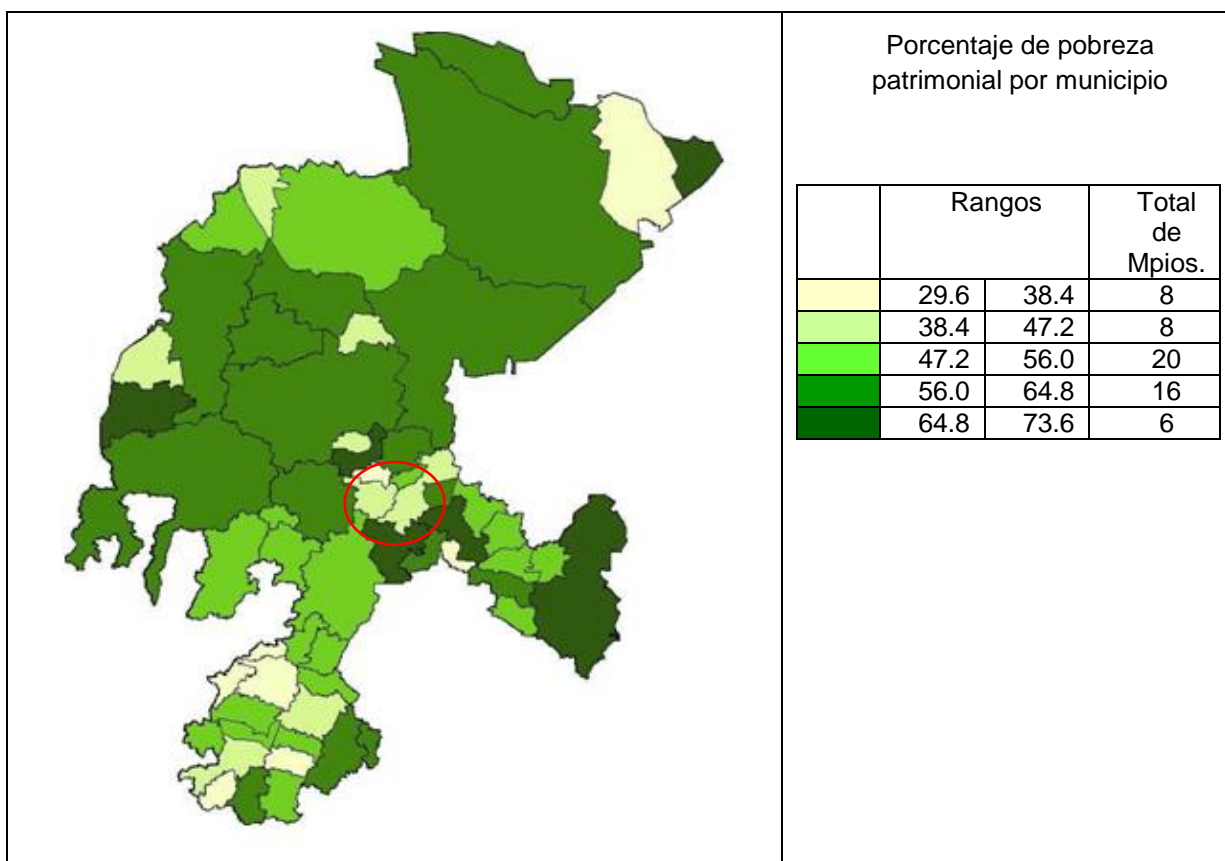 Porcentaje de pobreza
patrimonial por municipio
Rangos Total
de
Mpios.
29.6 38.4 8
38.4 47.2 8
47.2 56.0 20
56.0 64.8 16
64.8 73.6 6